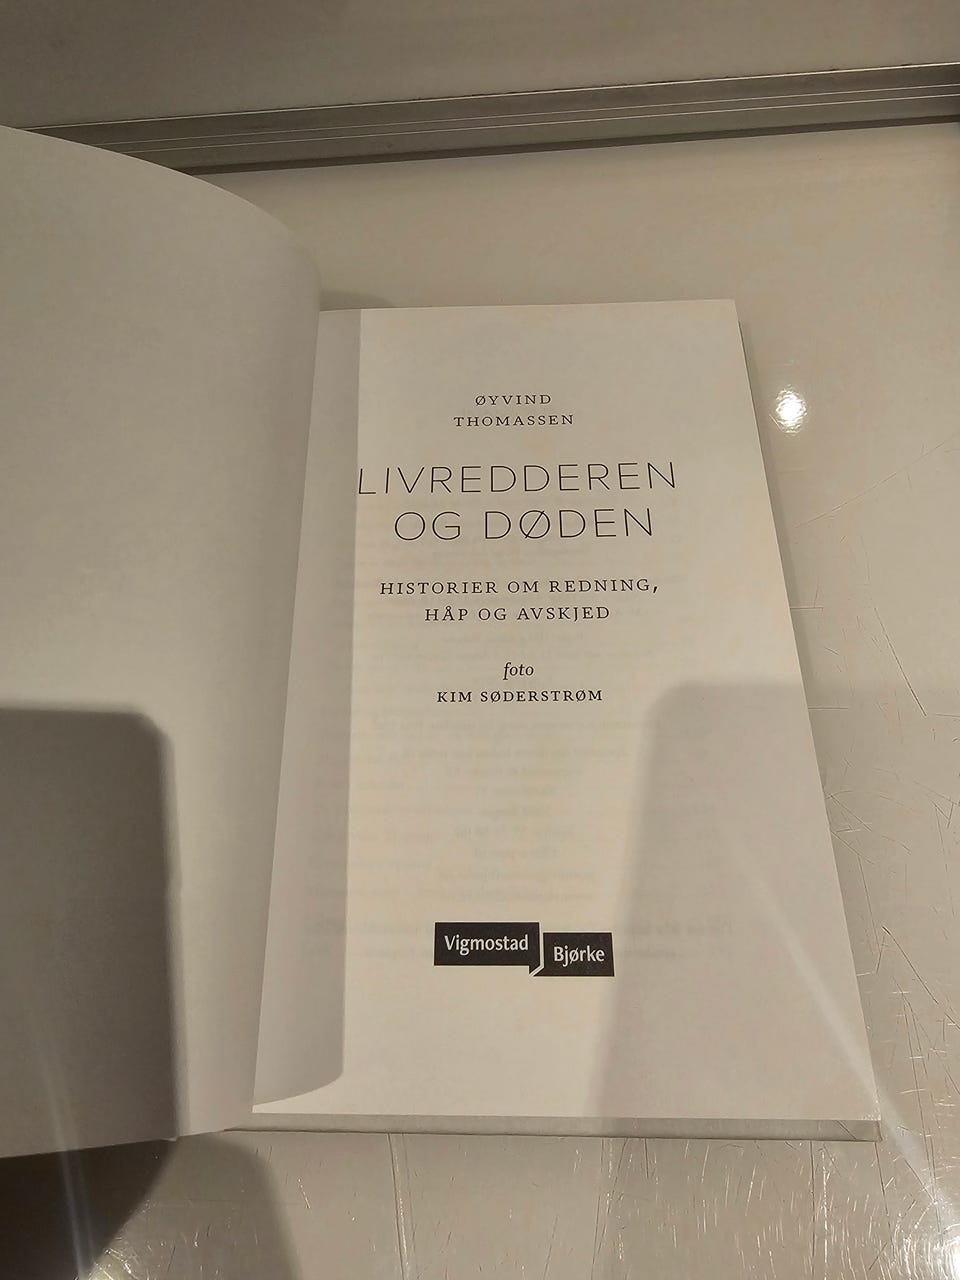 ØYVIND
THOMASSEN
LIVREDDEREN
OG DØDEN
HISTORIER OM REDNING,
HÅP OG AVSKJED
foto
KIM SØDERSTRØM
Vigmostad
Bjørke